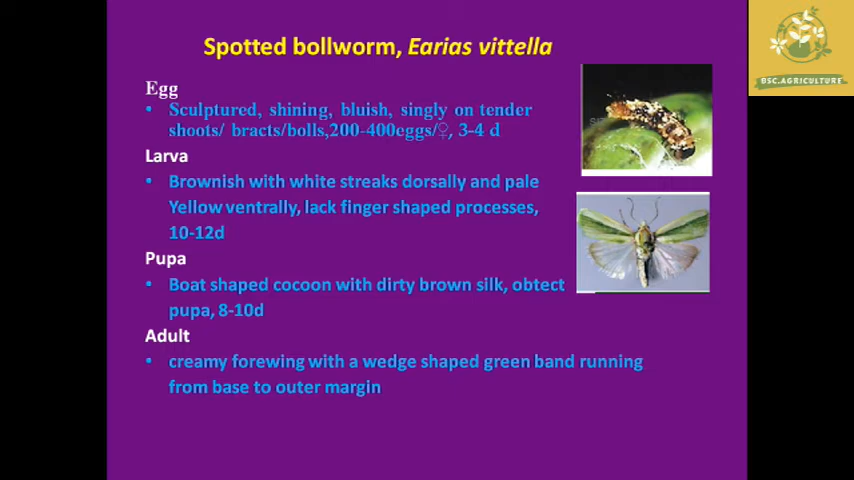 Spotted bollworm, Earias vittella
Egg
• Sculptured, shining, bluish, singly on tender
shoots/ bracts/bolls,200-400eggs/♀, 3-4 d
Larva
• Brownish with white streaks dorsally and pale
Yellow ventrally, lack finger shaped processes,
10-12d
Pupa
• Boat shaped cocoon with dirty brown silk, obtect
pupa, 8-10d
Adult
• creamy forewing with a wedge shaped green band running
from base to outer margin
BSC.AGRICULTURE